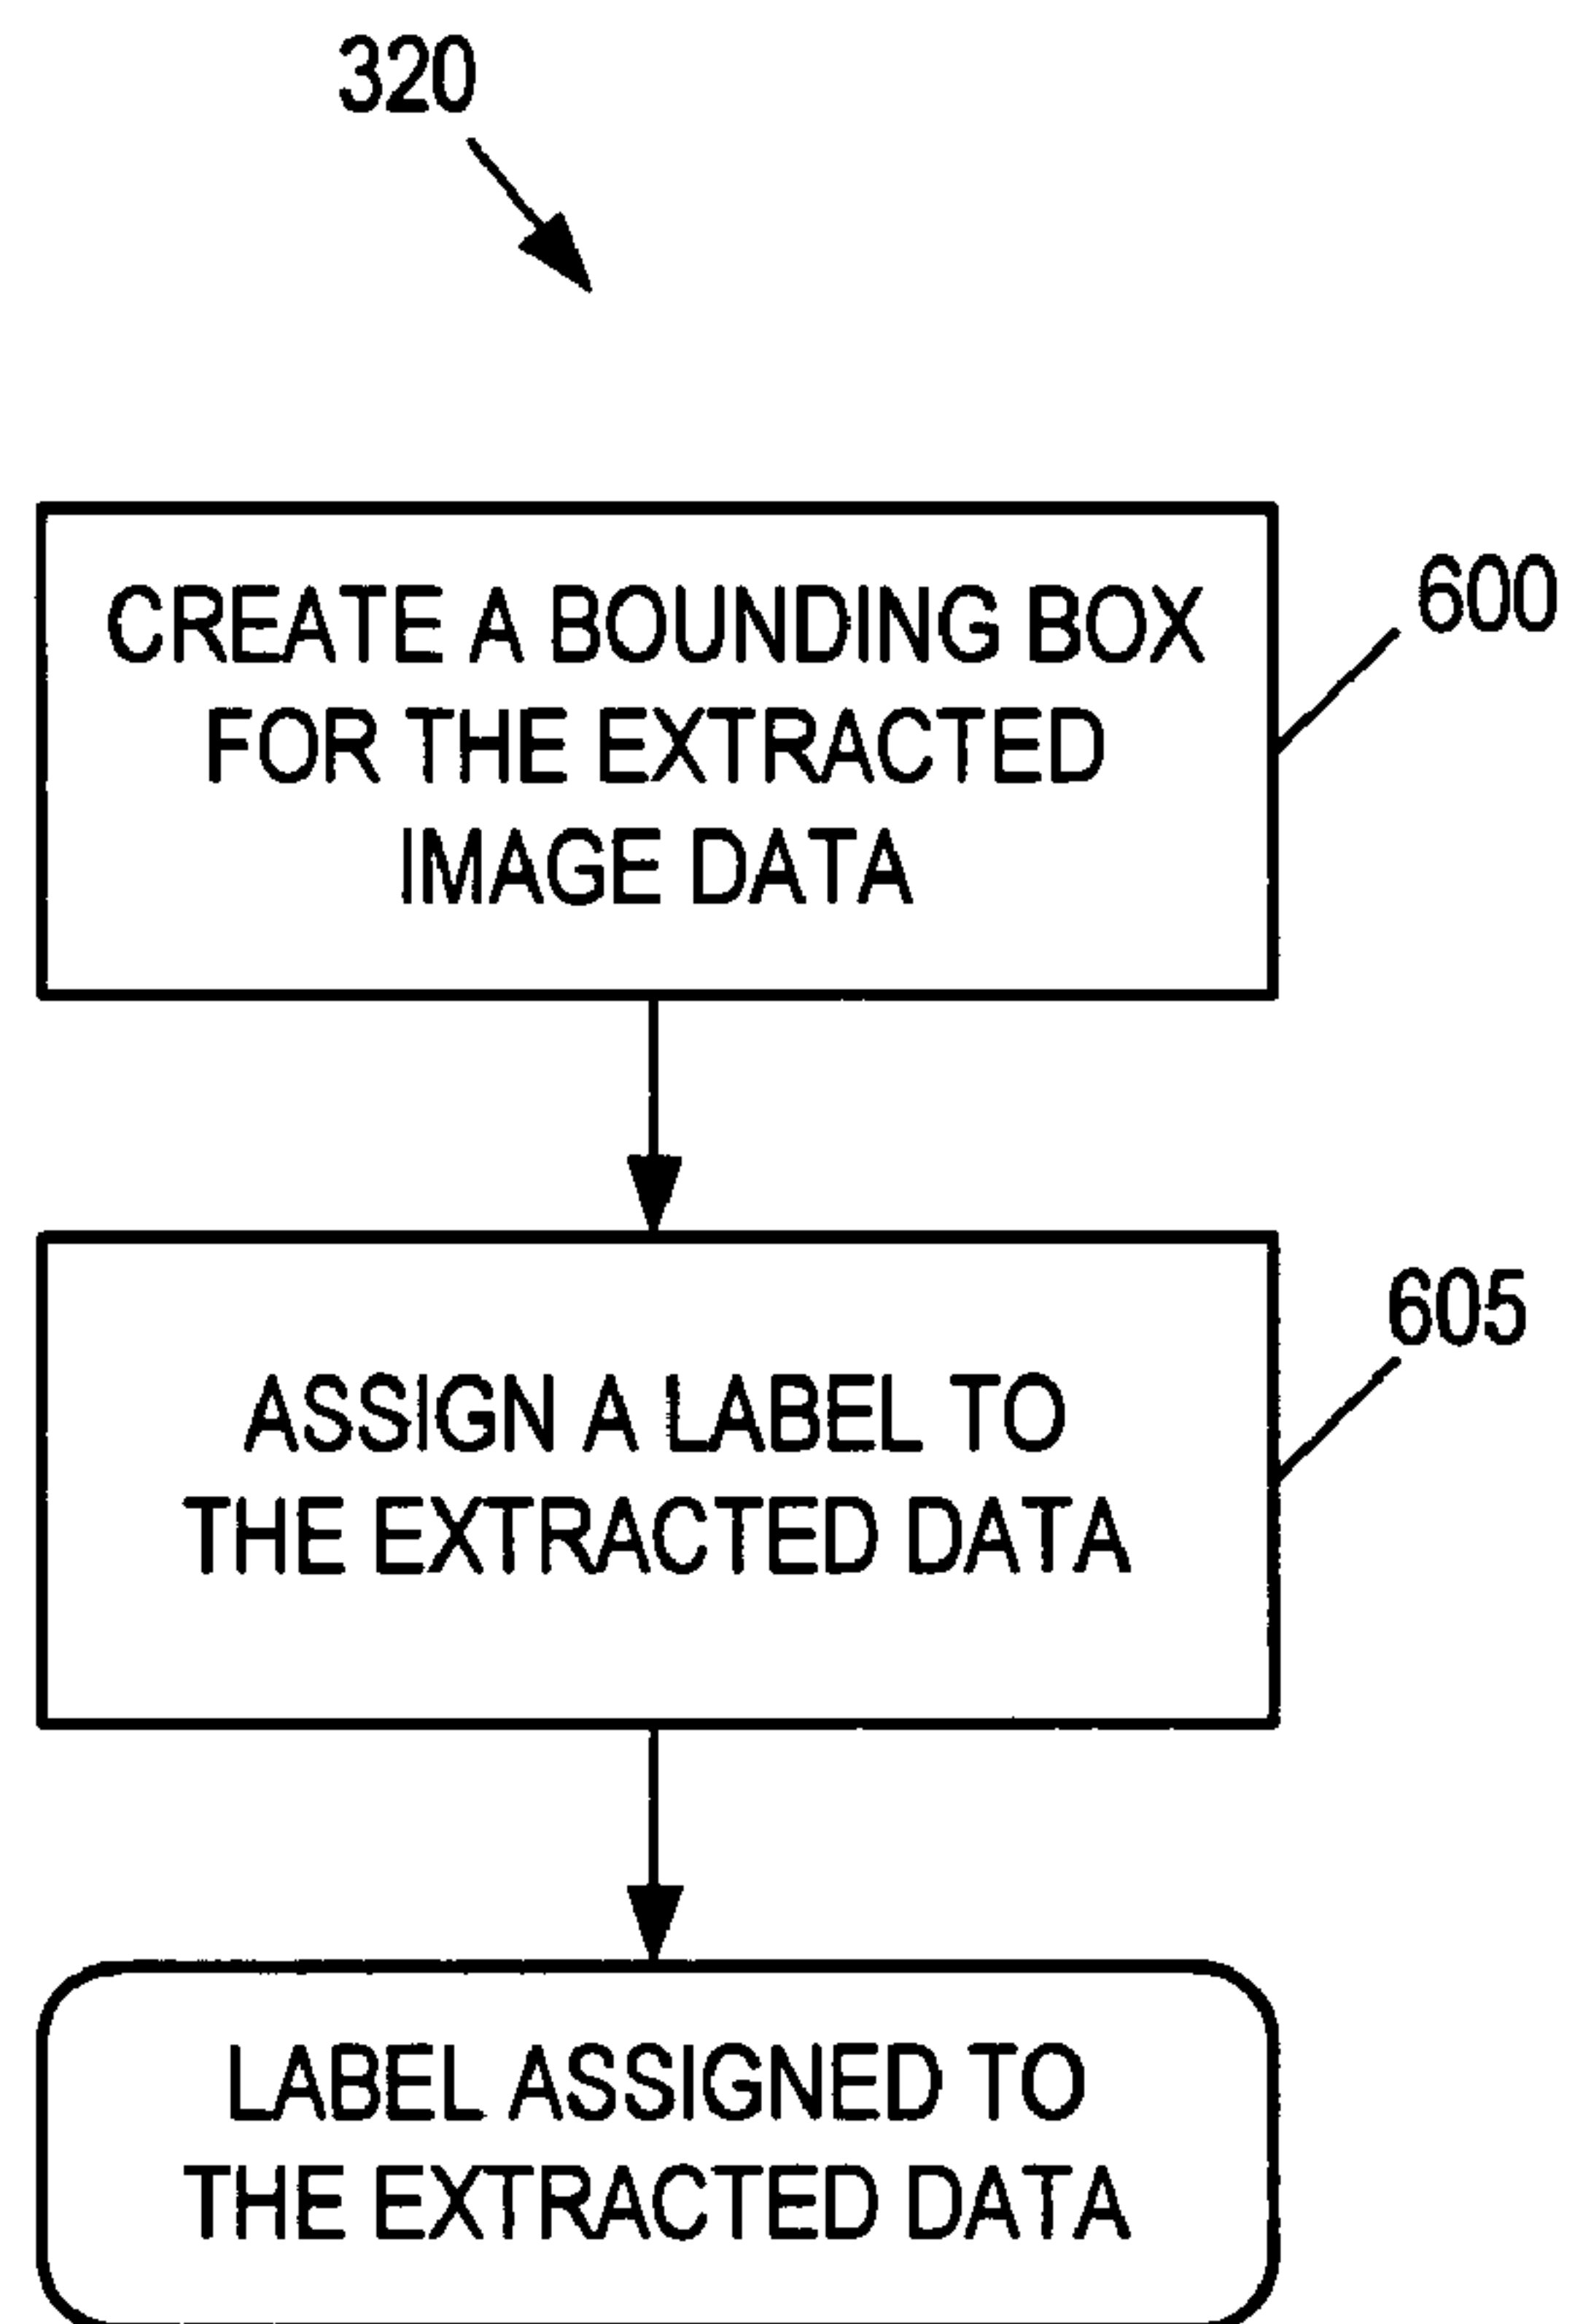 320
CREATE A BOUNDING BOX
FOR THE EXTRACTED
IMAGE DATA
600
ASSIGN A LABEL TO
THE EXTRACTED DATA
605
LABEL ASSIGNED TO
THE EXTRACTED DATA